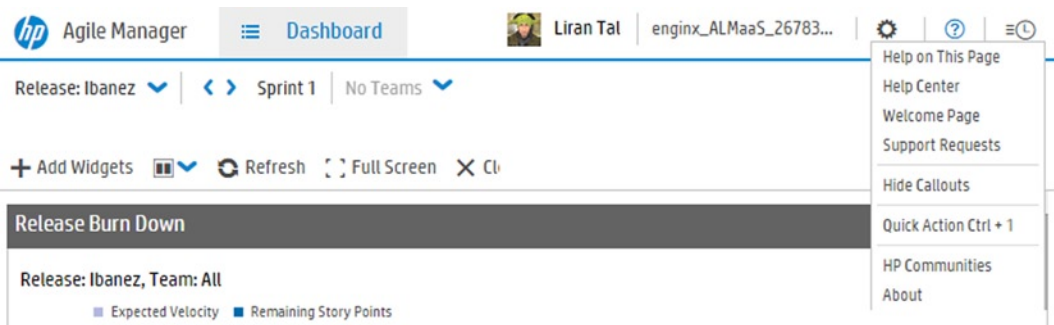 hp Agile Manager Dashboard Liran Tal enginx_ALMaaS_26783...
Release: Ibanez Sprint 1 No Teams
Add Widgets Refresh Full Screen
Release Burn Down
Release: Ibanez, Team: All
Expected Velocity Remaining Story Points
Help on This Page
Help Center
Welcome Page
Support Requests
Hide Callouts
Quick Action Ctrl + 1
HP Communities
About